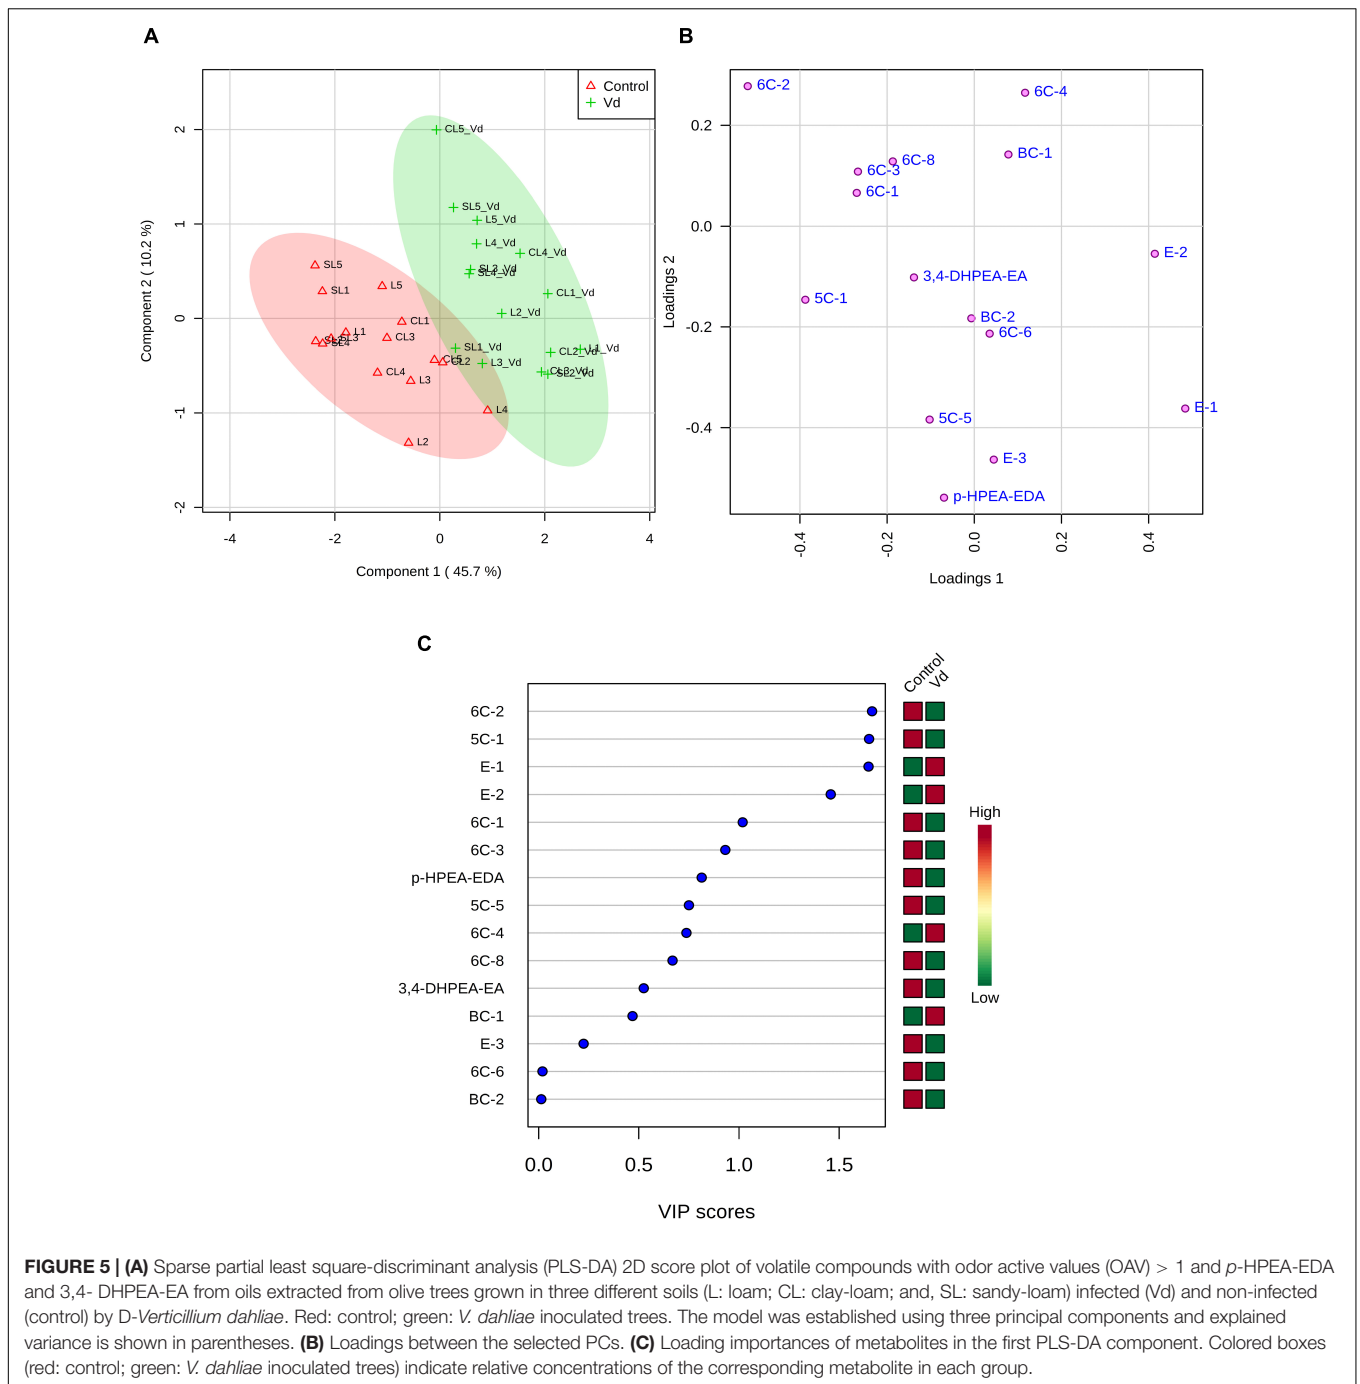 A
Control
Vd
CL5_Vd
SL5_Vd
L5_Vd
L4_Vd
CL4_Vd
SL3_Vd
SL4_Vd
CL1_Vd
L2_Vd
SL1_Vd
L3_Vd
CL2_Vd
L1_Vd
CL3_Vd
SL2_Vd
SL5
SL1
L5
CL1
L1
SL3
SL4
CL3
CL5
CL2
CL4
L3
L4
L2
2
1
0
-1
-2
-4
-2
0
2
4
Component 2 ( 10.2 %)
Component 1 ( 45.7 %)
B
6C-2
6C-4
BC-1
6C-8
6C-3
6C-1
E-2
3,4-DHPEA-EA
5C-1
BC-2
6C-6
E-1
5C-5
E-3
p-HPEA-EDA
0.2
0.0
-0.2
-0.4
-0.4
-0.2
0.0
0.2
0.4
Loadings 2
Loadings 1
C
Control
Vd
6C-2
5C-1
E-1
E-2
6C-1
6C-3
p-HPEA-EDA
5C-5
6C-4
6C-8
3,4-DHPEA-EA
BC-1
E-3
6C-6
BC-2
High
Low
0.0
0.5
1.0
1.5
VIP scores
FIGURE 5 | (A) Sparse partial least square-discriminant analysis (PLS-DA) 2D score plot of volatile compounds with odor active values (OAV) > 1 and p-HPEA-EDA
and 3,4- DHPEA-EA from oils extracted from olive trees grown in three different soils (L: loam; CL: clay-loam; and, SL: sandy-loam) infected (Vd) and non-infected
(control) by D-Verticillium dahliae. Red: control; green: V. dahliae inoculated trees. The model was established using three principal components and explained
variance is shown in parentheses. (B) Loadings between the selected PCs. (C) Loading importances of metabolites in the first PLS-DA component. Colored boxes
(red: control; green: V. dahliae inoculated trees) indicate relative concentrations of the corresponding metabolite in each group.